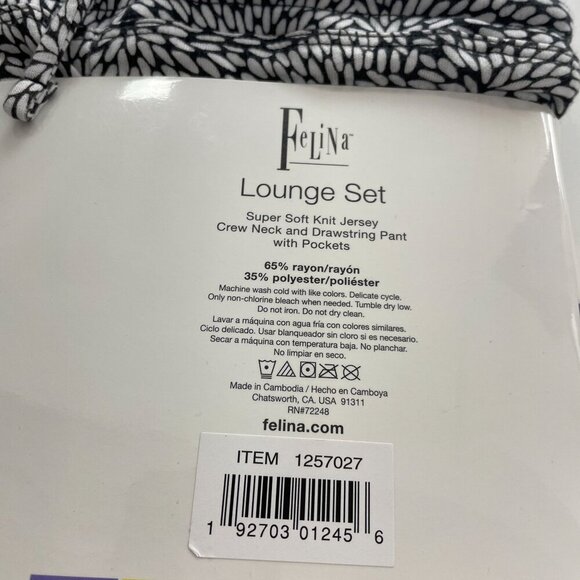 FeLiNa™
Lounge Set
Super Soft Knit Jersey
Crew Neck and Drawstring Pant
with Pockets
65% rayon/rayón
35% polyester/poliéster
Machine wash cold with like colors. Delicate cycle.
Only non-chlorine bleach when needed. Tumble dry low.
Do not iron. Do not dry clean.
Lavar a máquina con agua fría con colores similares.
Ciclo delicado. Usar blanqueador sin cloro si es necesario.
Secar a máquina con temperatura baja. No planchar.
No limpiar en seco.
Made in Cambodia / Hecho en Camboya
Chatsworth, CA. USA 91311
RN#72248
felina.com
ITEM 1257027
1 92703 01245 6